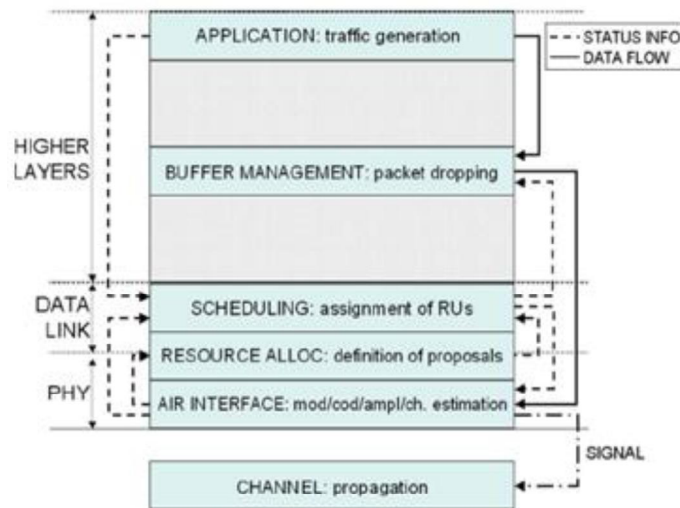 APPLICATION: traffic generation
STATUS INFO
DATA FLOW
HIGHER
LAYERS
BUFFER MANAGEMENT: packet dropping
DATA
LINK
SCHEDULING: assignment of RUs
RESOURCE ALLOC: definition of proposals
PHY
AIR INTERFACE: mod/cod/ampl/ch. estimation
SIGNAL
CHANNEL: propagation